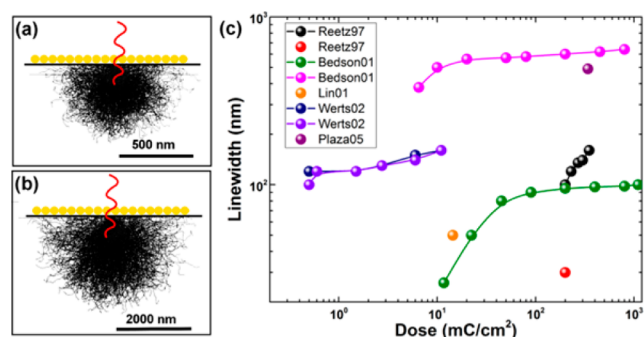 (a)
500 nm
(b)
2000 nm
(c)
Linewidth (nm)
10³
10²
Reetz97
Reetz97
Bedson01
Bedson01
Lin01
Werts02
Werts02
Plaza05
10⁰ 10¹ 10² 10³
Dose (mC/cm²)